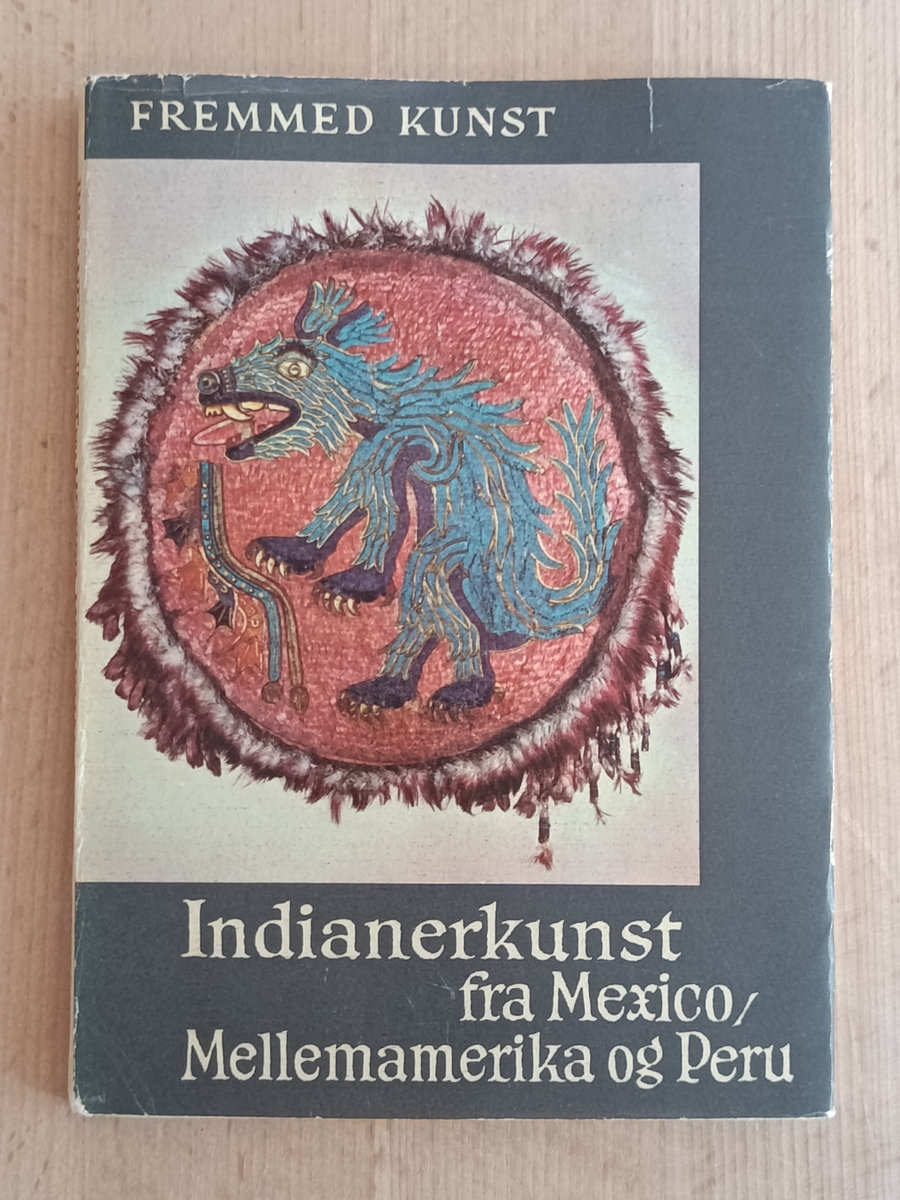 FREMMED KUNST
Indianerkunst
fra Mexico/
Mellemamerika og Peru